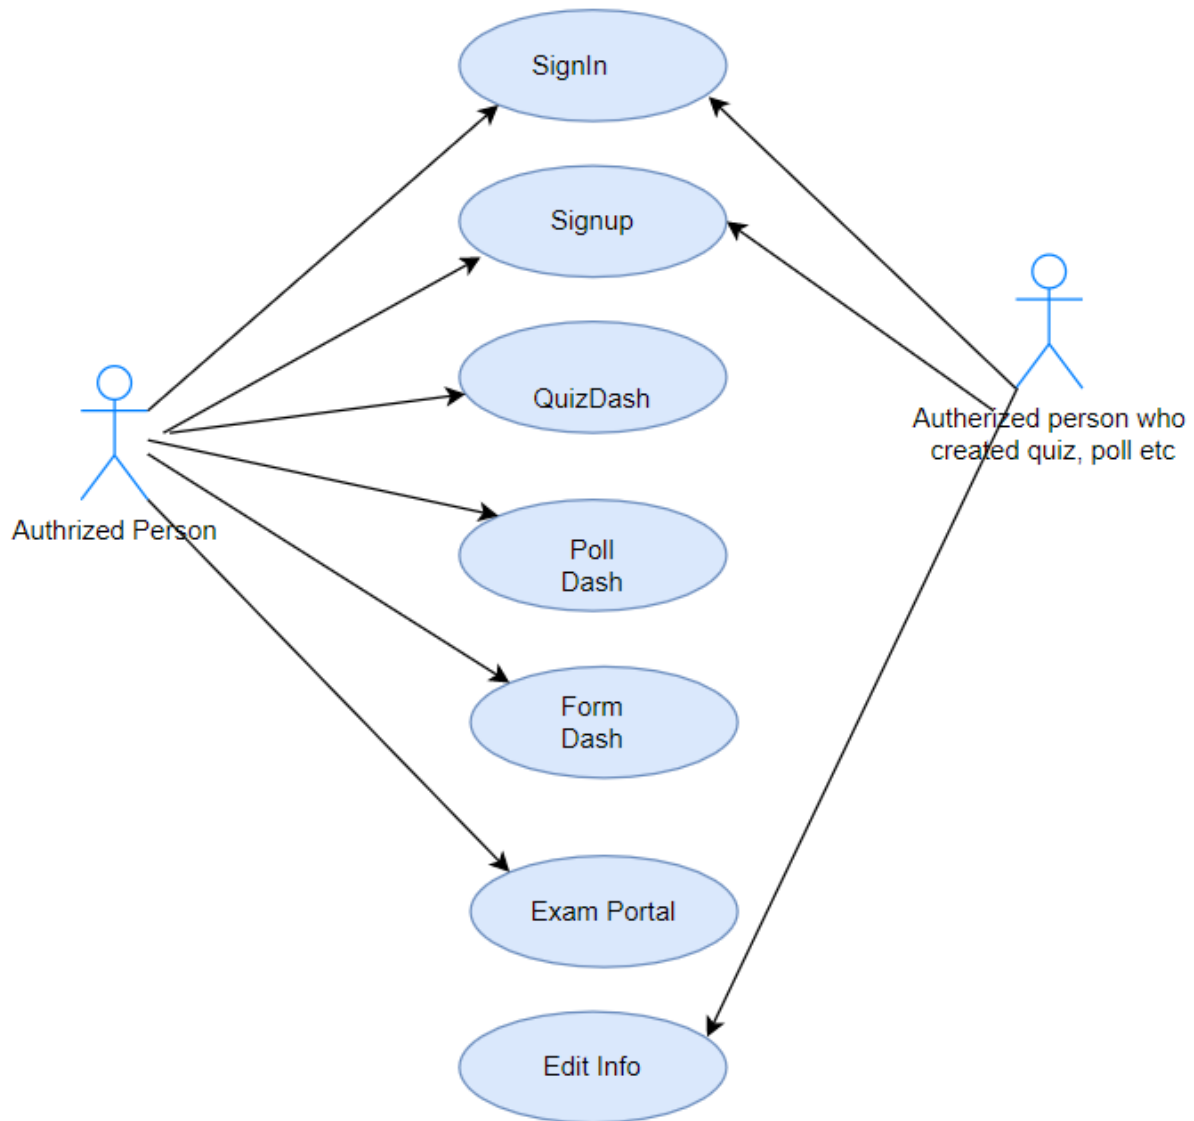 SignIn
Signup
QuizDash
Autherized person who
created quiz, poll etc
Authrized Person
Poll
Dash
Form
Dash
Exam Portal
Edit Info